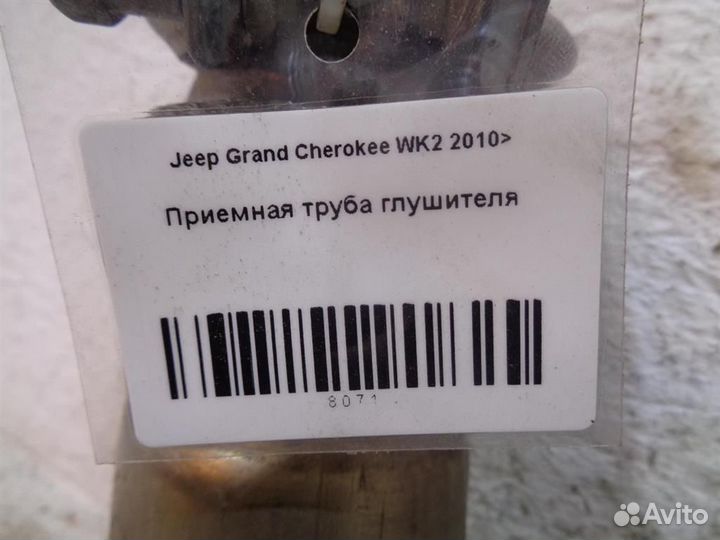 Jeep Grand Cherokee WK2 2010>
Приемная труба глушителя
8071
Avito